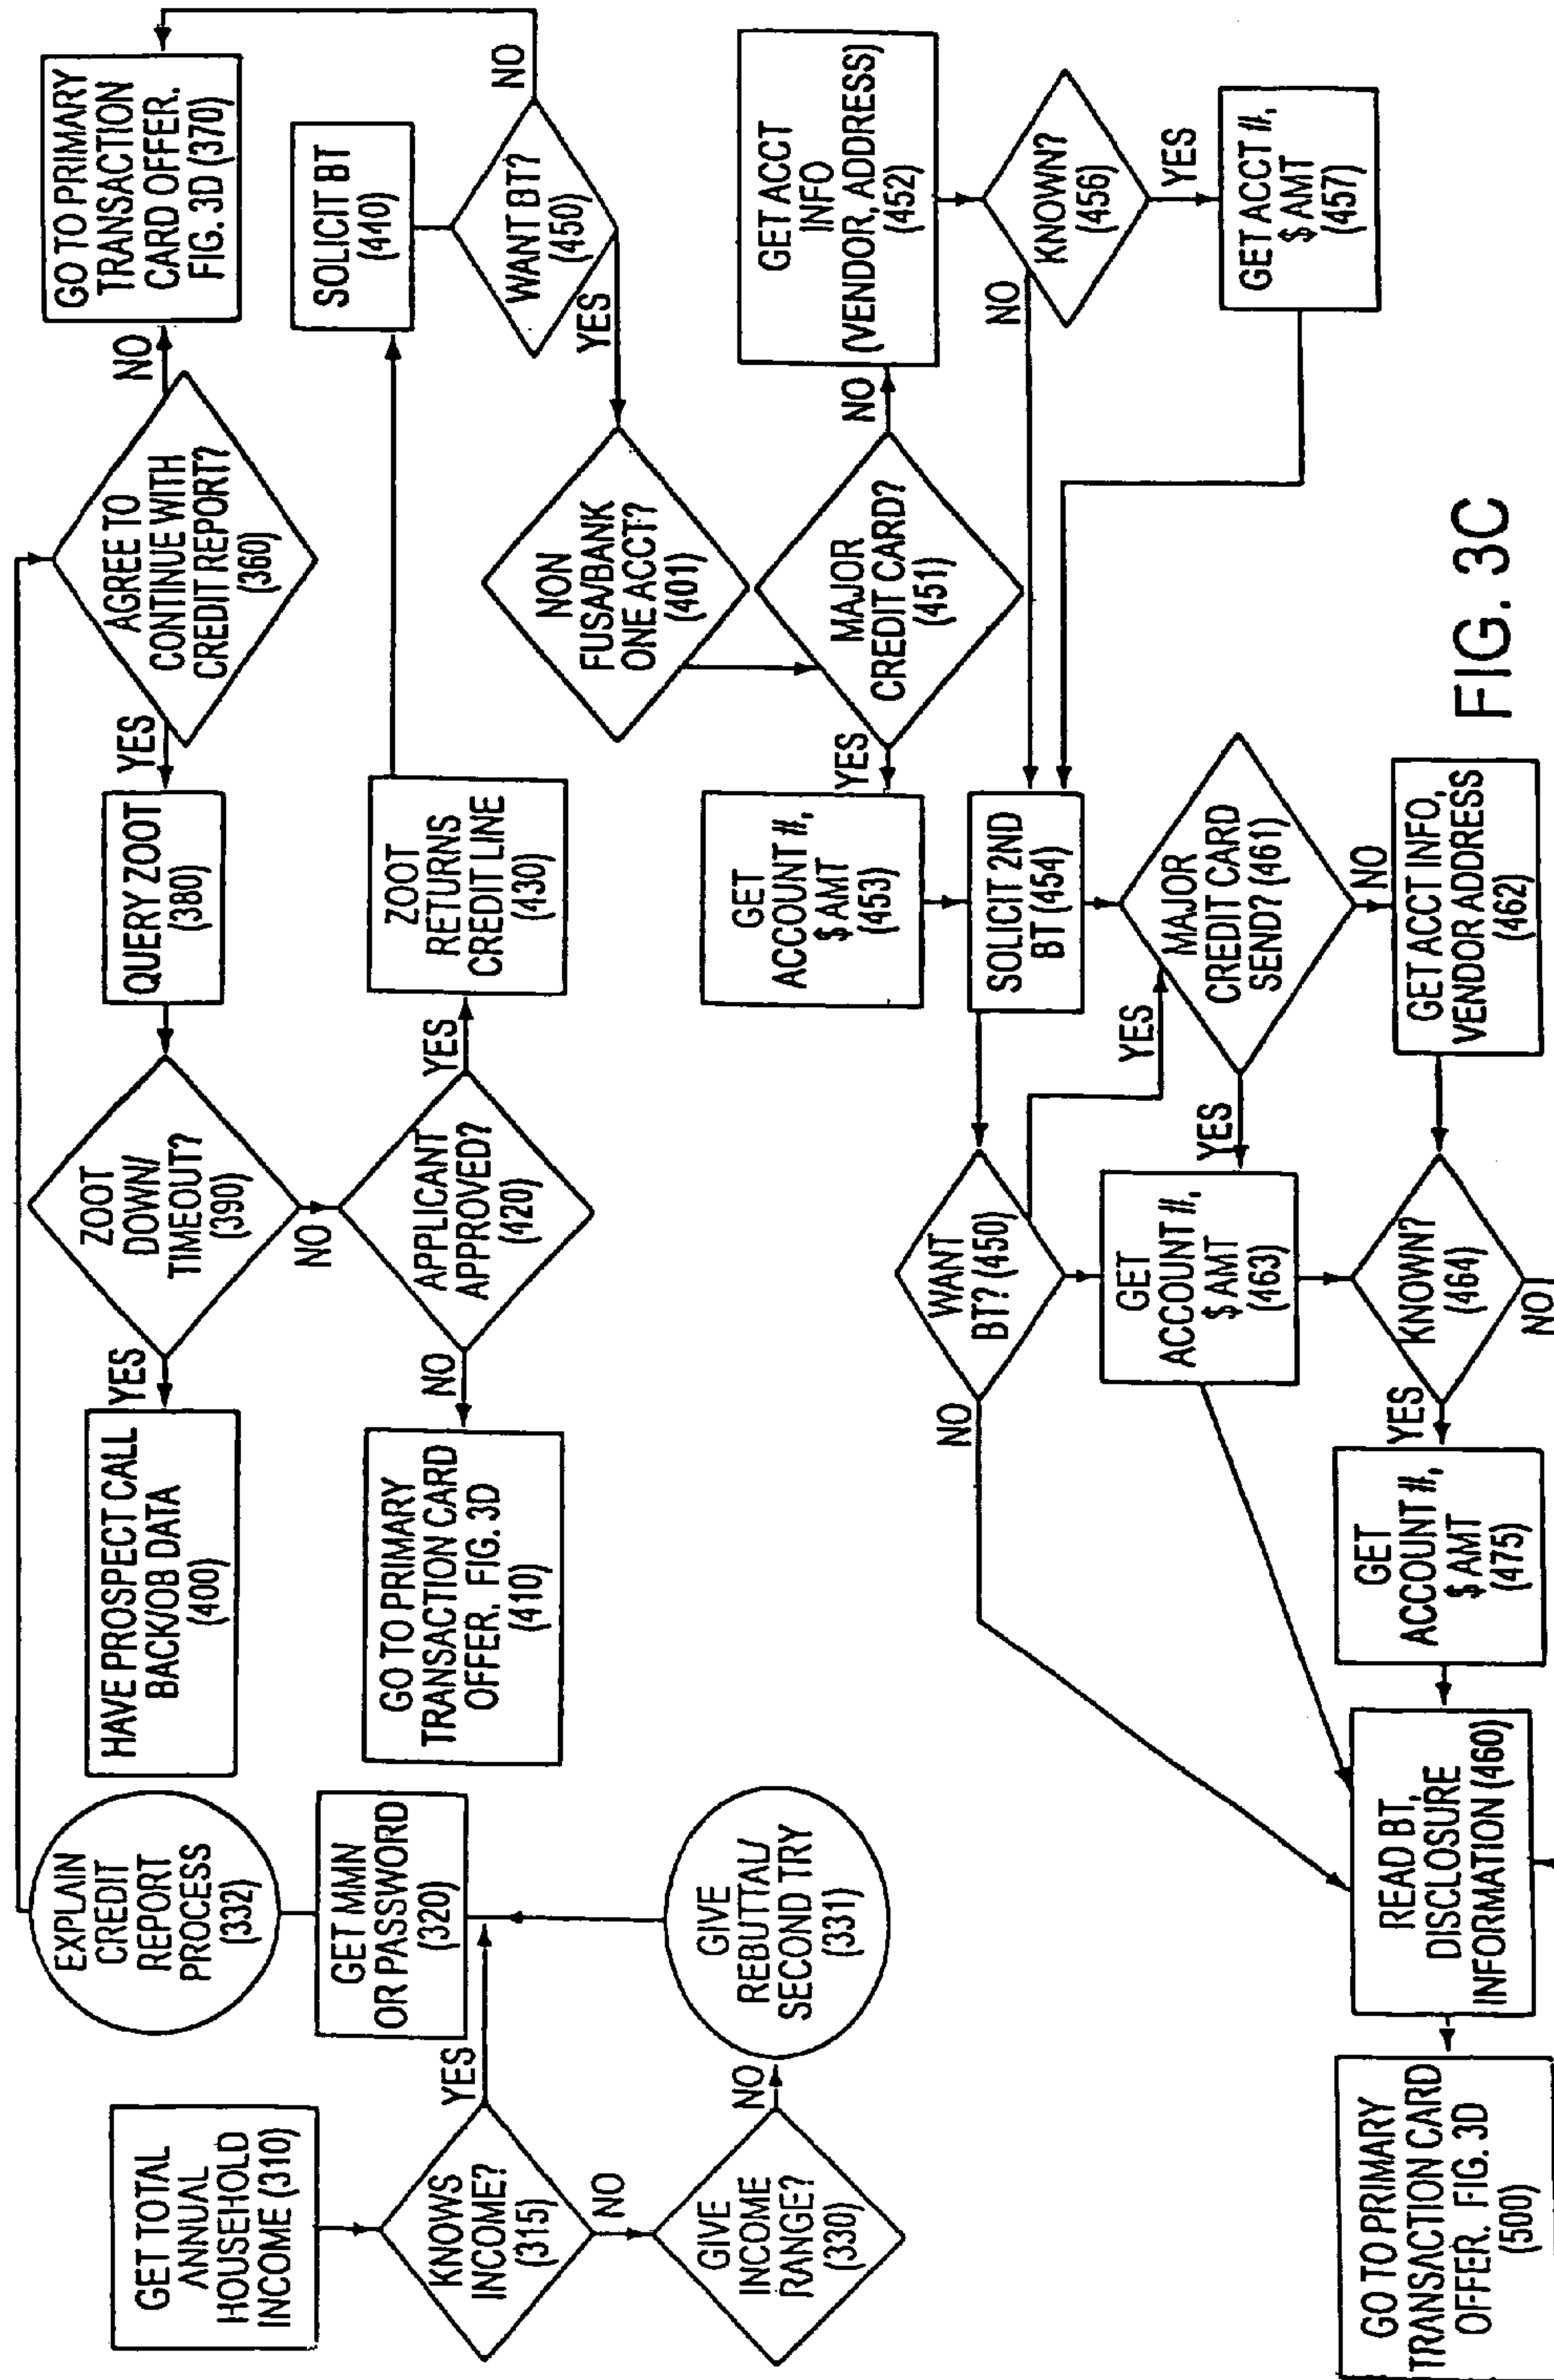 GET TOTAL
ANNUAL
HOUSEHOLD
INCOME (310)
KNOWS
INCOME?
(315)
YES
NO
GIVE
INCOME
RANGE?
(330)
NO
GIVE
REBUTTAL/
SECOND TRY
(331)
GET MMN
OR PASSWORD
(320)
EXPLAIN
CREDIT
REPORT
PROCESS
(332)
AGREE TO
CONTINUE WITH
CREDIT REPORT?
(360)
NO
GO TO PRIMARY
TRANSACTION
CARD OFFER.
FIG. 3D (370)
YES
QUERY ZOOT
(380)
ZOOT
DOWN/
TIMEOUT?
(390)
YES
HAVE PROSPECT CALL
BACK/OB DATA
(400)
NO
APPLICANT
APPROVED?
(420)
NO
GO TO PRIMARY
TRANSACTION CARD
OFFER. FIG. 3D
(410)
YES
ZOOT
RETURNS
CREDIT LINE
(430)
SOLICIT BT
(410)
WANT BT?
(450)
NO
YES
NON
FUSA/BANK
ONE ACCT?
(401)
MAJOR
CREDIT CARD?
(451)
NO
GET ACCT
INFO
(VENDOR, ADDRESS)
(452)
KNOWN?
(456)
NO
YES
GET ACCT #,
$ AMT
(457)
YES
GET
ACCOUNT #,
$ AMT
(453)
SOLICIT 2ND
BT (454)
WANT
BT? (450)
NO
YES
MAJOR
CREDIT CARD
SEND? (461)
YES
NO
GET ACCT INFO,
VENDOR ADDRESS
(462)
GET
ACCOUNT #,
$ AMT
(463)
KNOWN?
(464)
NO
YES
GET
ACCOUNT #,
$ AMT
(475)
READ BT,
DISCLOSURE
INFORMATION (460)
GO TO PRIMARY
TRANSACTION CARD
OFFER. FIG. 3D
(500)
FIG. 3C